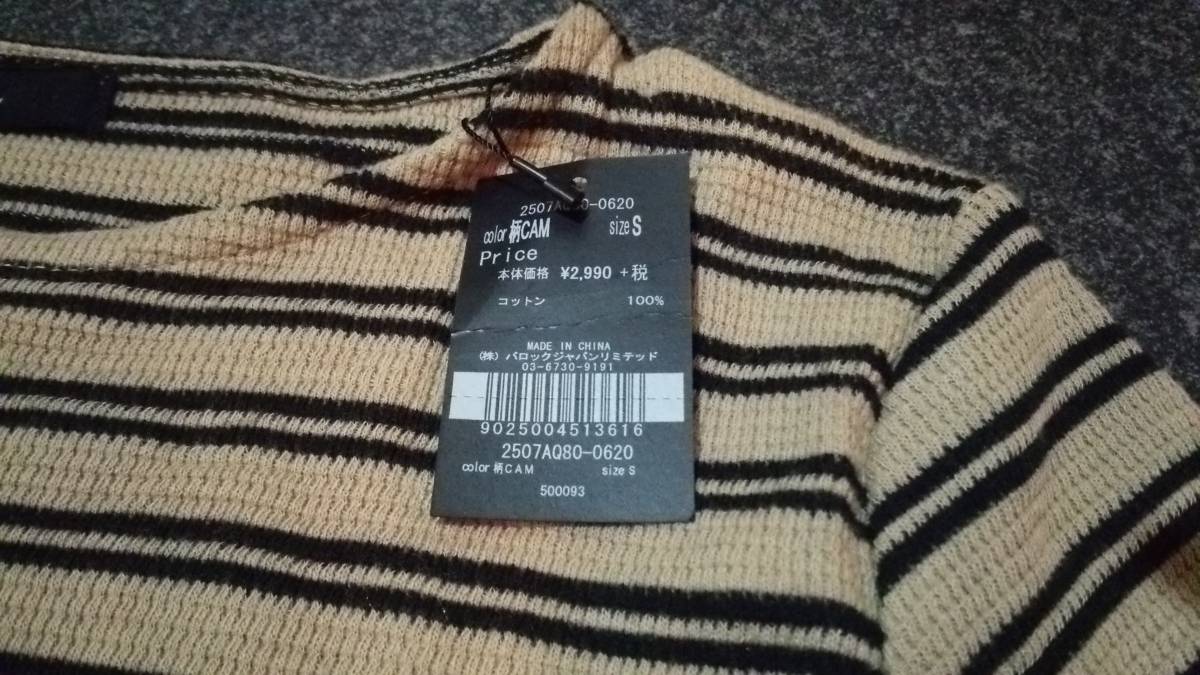 2507AQ80-0620
color 柄CAM size S
Price
本体価格 ¥2,990 +税
コットン 100%
MADE IN CHINA
(株) バロックジャパンリミテッド
03-6730-9191
9025004513616
2507AQ80-0620
color 柄CAM size S
500093